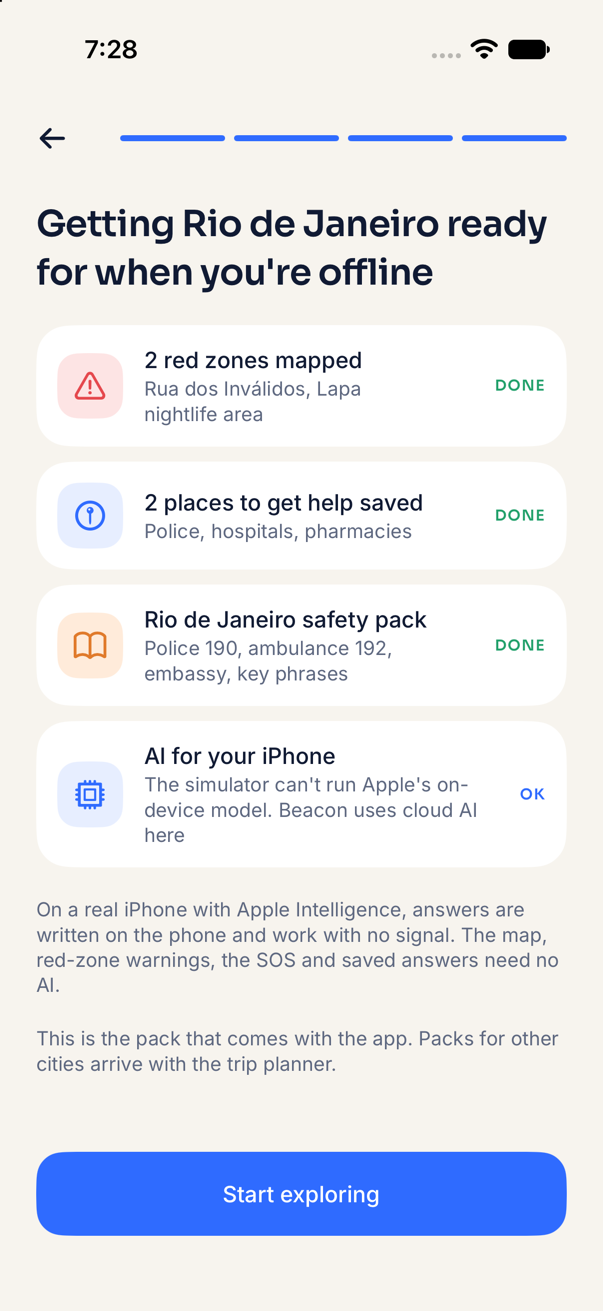 7:28
Getting Rio de Janeiro ready
for when you're offline
2 red zones mapped
Rua dos Inválidos, Lapa
nightlife area
DONE
2 places to get help saved
Police, hospitals, pharmacies
DONE
Rio de Janeiro safety pack
Police 190, ambulance 192,
embassy, key phrases
DONE
AI for your iPhone
The simulator can't run Apple's on-
device model. Beacon uses cloud AI
here
OK
On a real iPhone with Apple Intelligence, answers are
written on the phone and work with no signal. The map,
red-zone warnings, the SOS and saved answers need no
AI.
This is the pack that comes with the app. Packs for other
cities arrive with the trip planner.
Start exploring